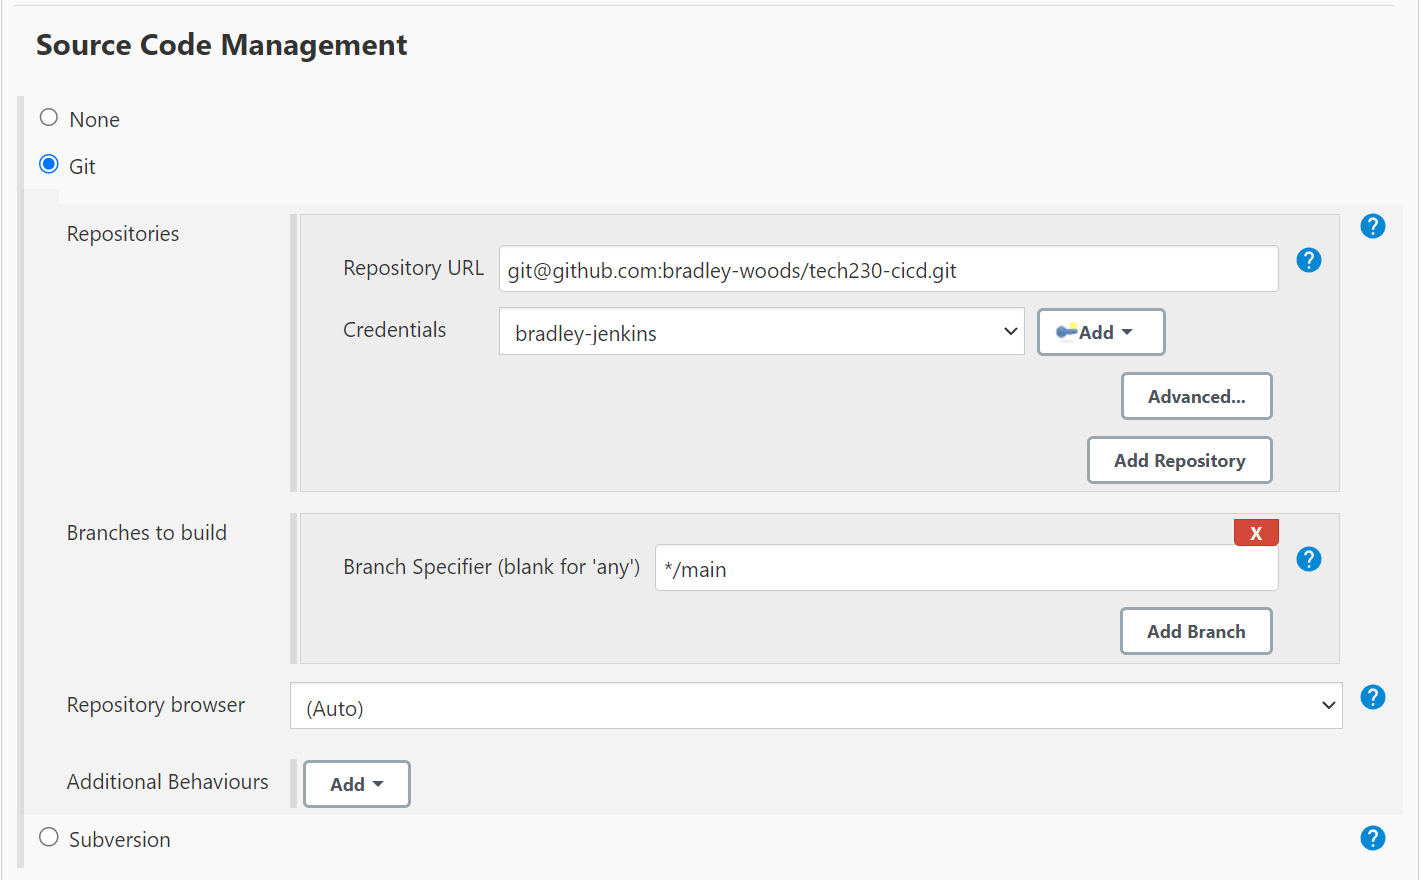 Source Code Management
None
Git
Repositories
?
Repository URL git@github.com:bradley-woods/tech230-cicd.git ?
Credentials bradley-jenkins Add
Advanced...
Add Repository
Branches to build
X
Branch Specifier (blank for 'any') */main ?
Add Branch
Repository browser (Auto) ?
Additional Behaviours Add
Subversion ?